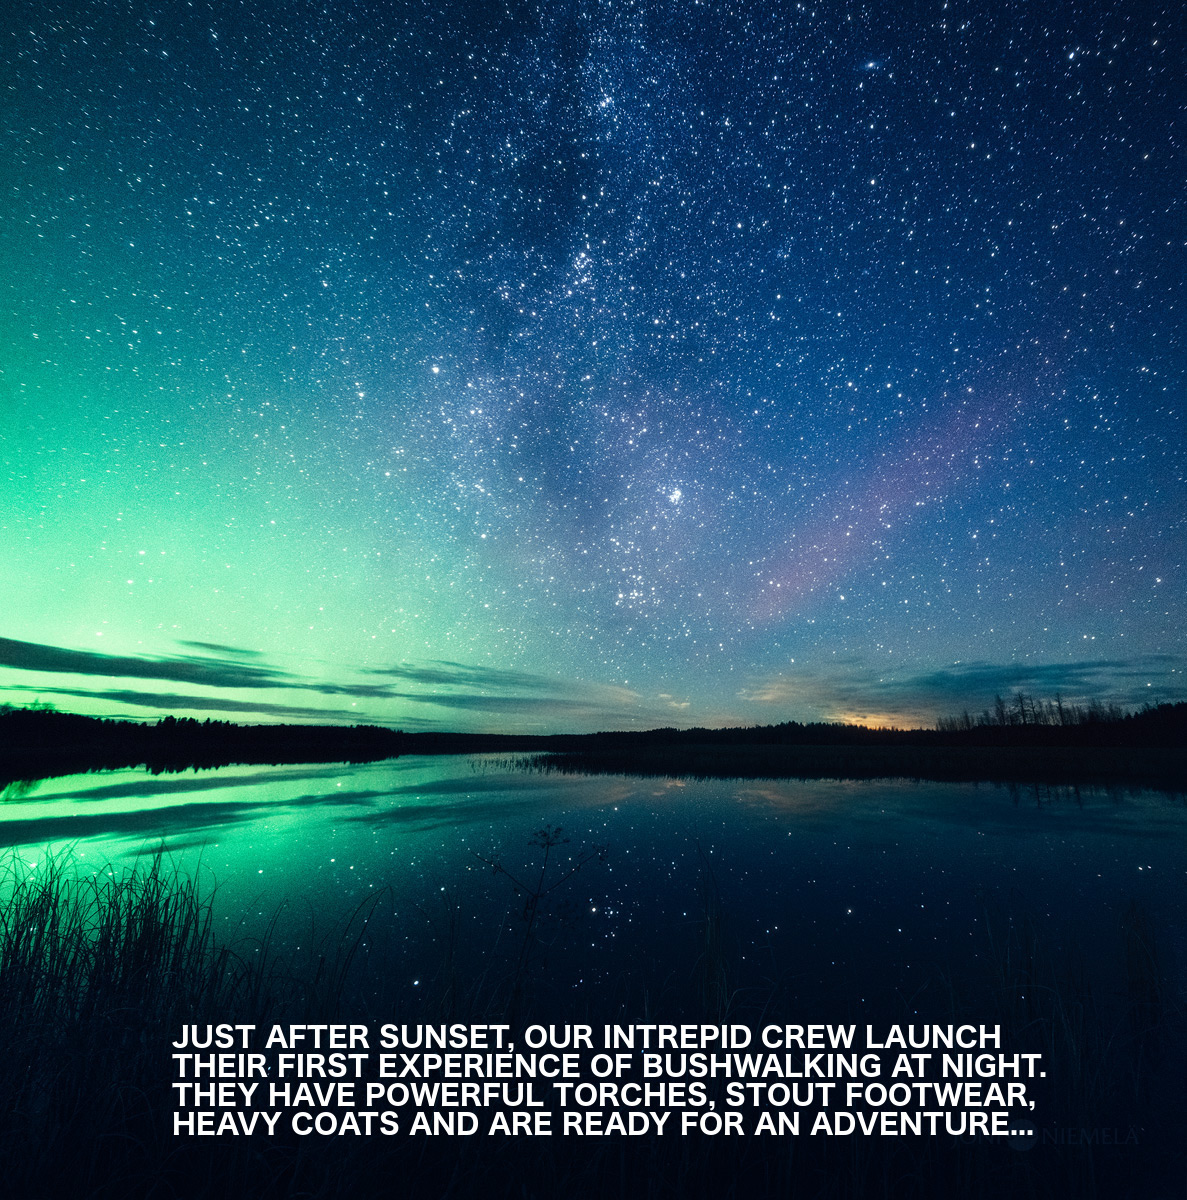 JUST AFTER SUNSET, OUR INTREPID CREW LAUNCH
THEIR FIRST EXPERIENCE OF BUSHWALKING AT NIGHT.
THEY HAVE POWERFUL TORCHES, STOUT FOOTWEAR,
HEAVY COATS AND ARE READY FOR AN ADVENTURE...
NIEMELÄ